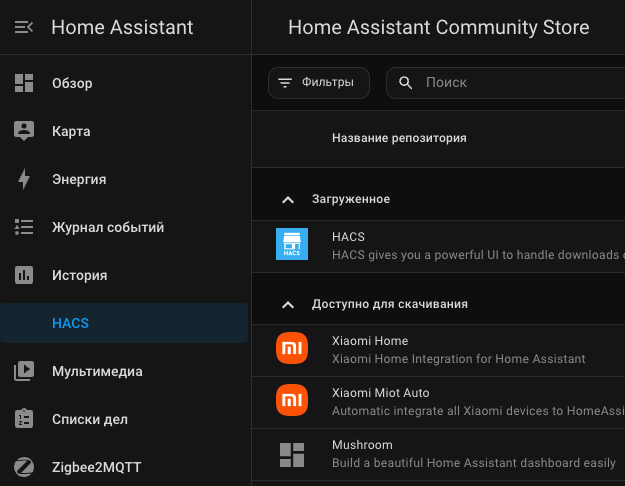 Home Assistant
Обзор
Карта
Энергия
Журнал событий
История
HACS
Мультимедиа
Списки дел
Zigbee2MQTT
Home Assistant Community Store
Фильтры
Поиск
Название репозитория
Загруженное
HACS
HACS
HACS gives you a powerful UI to handle downloads
Доступно для скачивания
Xiaomi Home
Xiaomi Home Integration for Home Assistant
Xiaomi Miot Auto
Automatic integrate all Xiaomi devices to HomeAssi
Mushroom
Build a beautiful Home Assistant dashboard easily